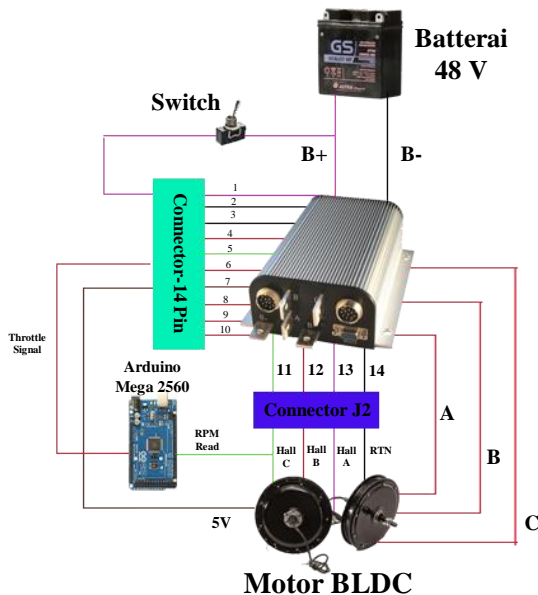 GS
Batterai
48 V
Switch
B+
B-
Connector-14 Pin
1
2
3
4
5
6
7
8
9
10
Throttle
Signal
Arduino
Mega 2560
11
12
13
14
Connector J2
A
B
C
RPM
Read
Hall
C
Hall
B
Hall
A
RTN
5V
Motor BLDC